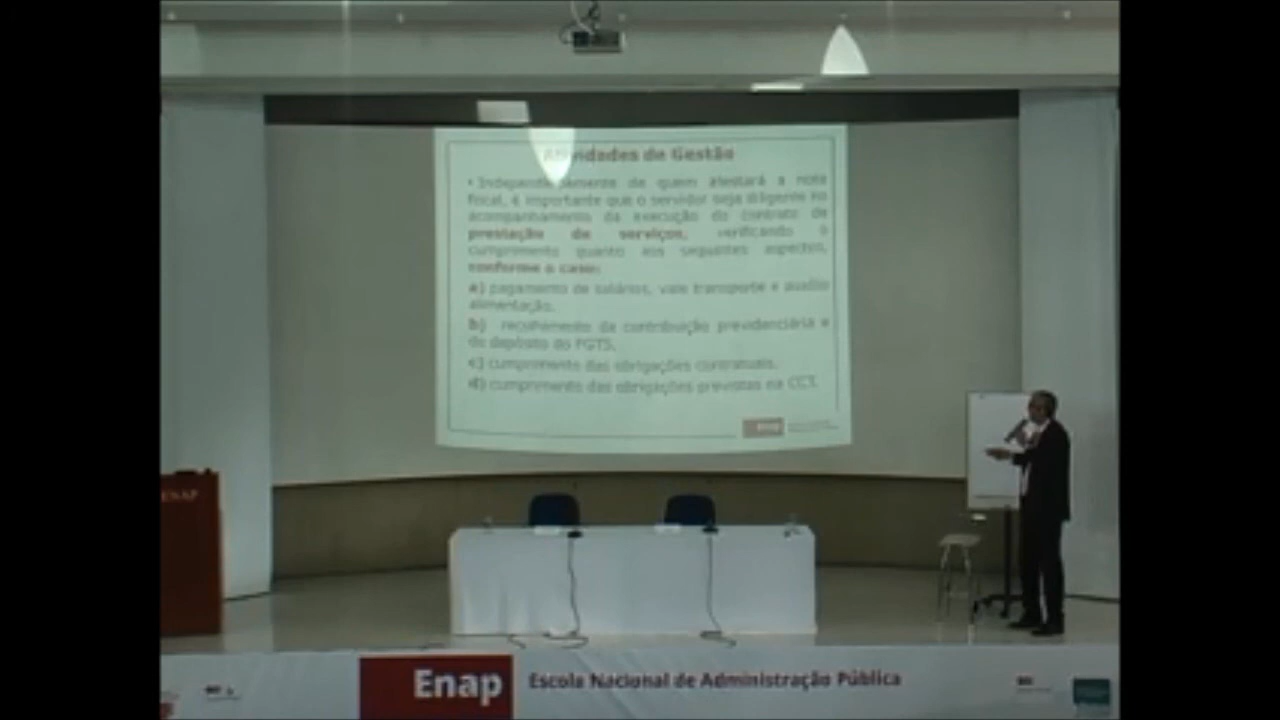 Atividades de Gestão
• Independentemente de quem atestará a nota
fiscal, é importante que o servidor seja diligente no
acompanhamento da execução do contrato de
prestação de serviços, verificando o
cumprimento quanto aos seguintes aspectos,
conforme o caso:
a) pagamento de salários, vale transporte e auxílio
alimentação.
b) recolhimento da contribuição previdenciária e
do depósito do FGTS.
c) cumprimento das obrigações contratuais.
d) cumprimento das obrigações previstas na CCT.
Enap
ENAP
Enap Escola Nacional de Administração Pública